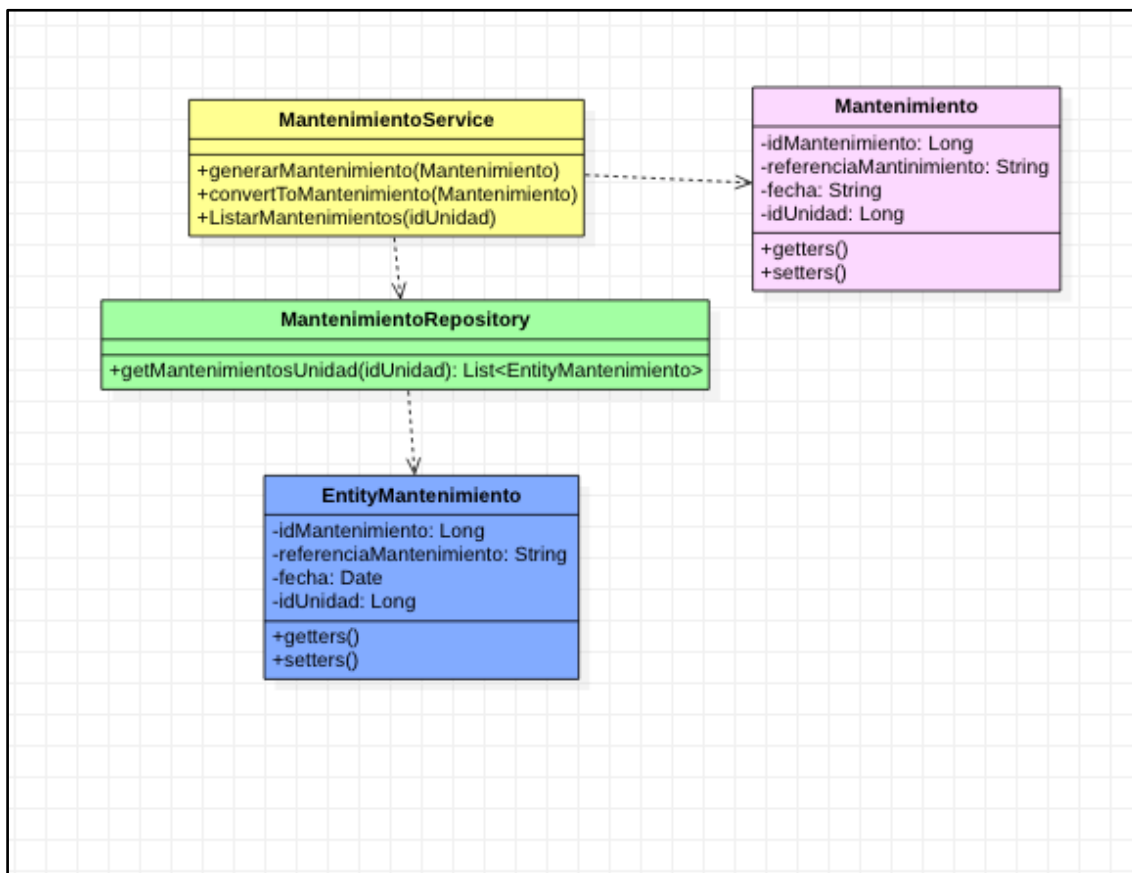 MantenimientoService
+generarMantenimiento(Mantenimiento)
+convertToMantenimiento(Mantenimiento)
+ListarMantenimientos(idUnidad)
Mantenimiento
-idMantenimiento: Long
-referenciaMantinimiento: String
-fecha: String
-idUnidad: Long
+getters()
+setters()
MantenimientoRepository
+getMantenimientosUnidad(idUnidad): List<EntityMantenimiento>
EntityMantenimiento
-idMantenimiento: Long
-referenciaMantenimiento: String
-fecha: Date
-idUnidad: Long
+getters()
+setters()